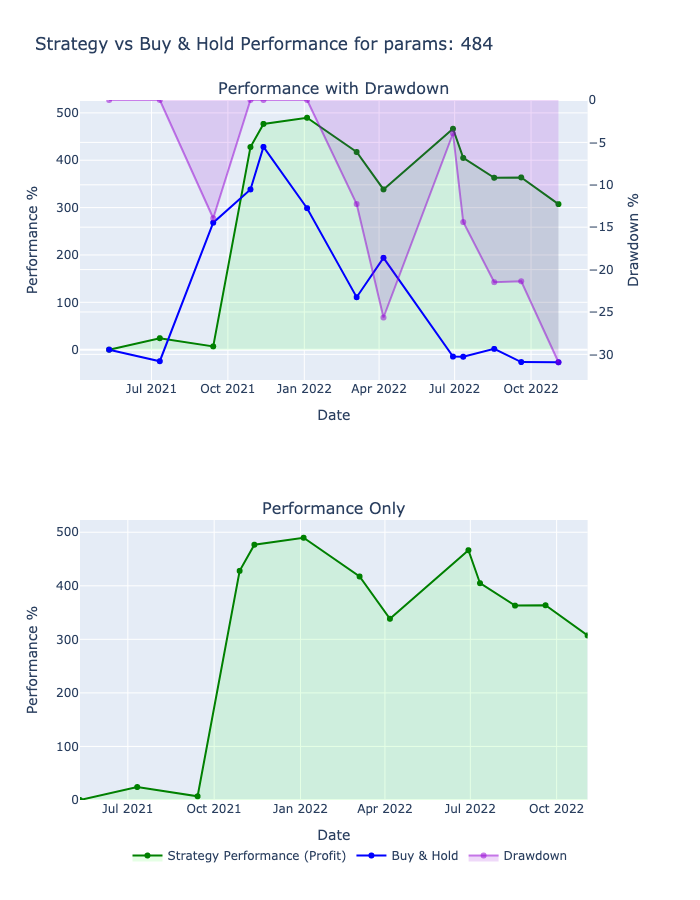 Strategy vs Buy & Hold Performance for params: 484
Performance with Drawdown
500
400
300
200
100
0
Performance %
0
−5
−10
−15
−20
−25
−30
Drawdown %
Jul 2021 Oct 2021 Jan 2022 Apr 2022 Jul 2022 Oct 2022
Date
Performance Only
500
400
300
200
100
0
Performance %
Jul 2021 Oct 2021 Jan 2022 Apr 2022 Jul 2022 Oct 2022
Date
Strategy Performance (Profit) Buy & Hold Drawdown